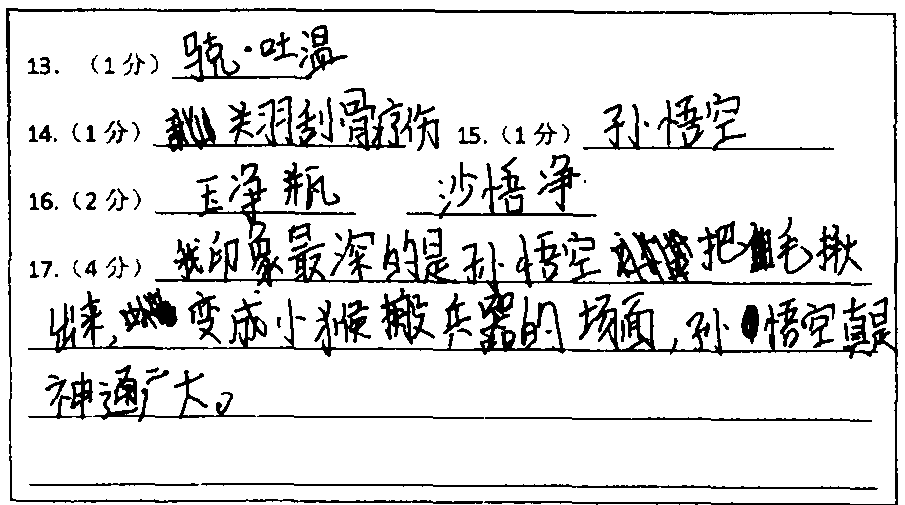 13. （1分） 骁·吐温
14.（1分） 关羽刮骨疗伤 15.（1分） 孙悟空
16.（2分） 玉净瓶 沙悟净
17.（4分） 我印象最深的是孙悟空把毛揪
出来，变成小猴搬兵器的场面，孙悟空真是
神通广大。